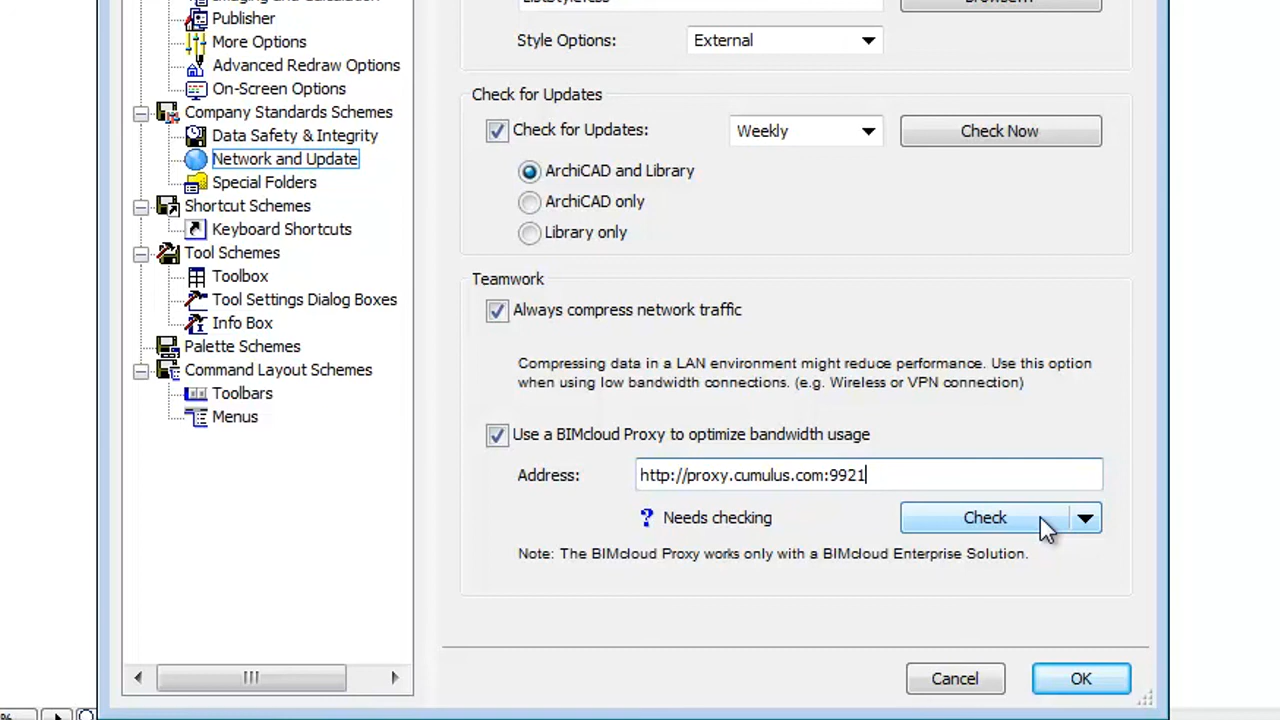 Publisher
More Options
Advanced Redraw Options
On-Screen Options
Company Standards Schemes
Data Safety & Integrity
Network and Update
Special Folders
Shortcut Schemes
Keyboard Shortcuts
Tool Schemes
Toolbox
Tool Settings Dialog Boxes
Info Box
Palette Schemes
Command Layout Schemes
Toolbars
Menus
Style Options: External
Check for Updates
Check for Updates: Weekly Check Now
ArchiCAD and Library
ArchiCAD only
Library only
Teamwork
Always compress network traffic
Compressing data in a LAN environment might reduce performance. Use this option
when using low bandwidth connections. (e.g. Wireless or VPN connection)
Use a BIMcloud Proxy to optimize bandwidth usage
Address: http://proxy.cumulus.com:9921
? Needs checking Check
Note: The BIMcloud Proxy works only with a BIMcloud Enterprise Solution.
Cancel OK
%